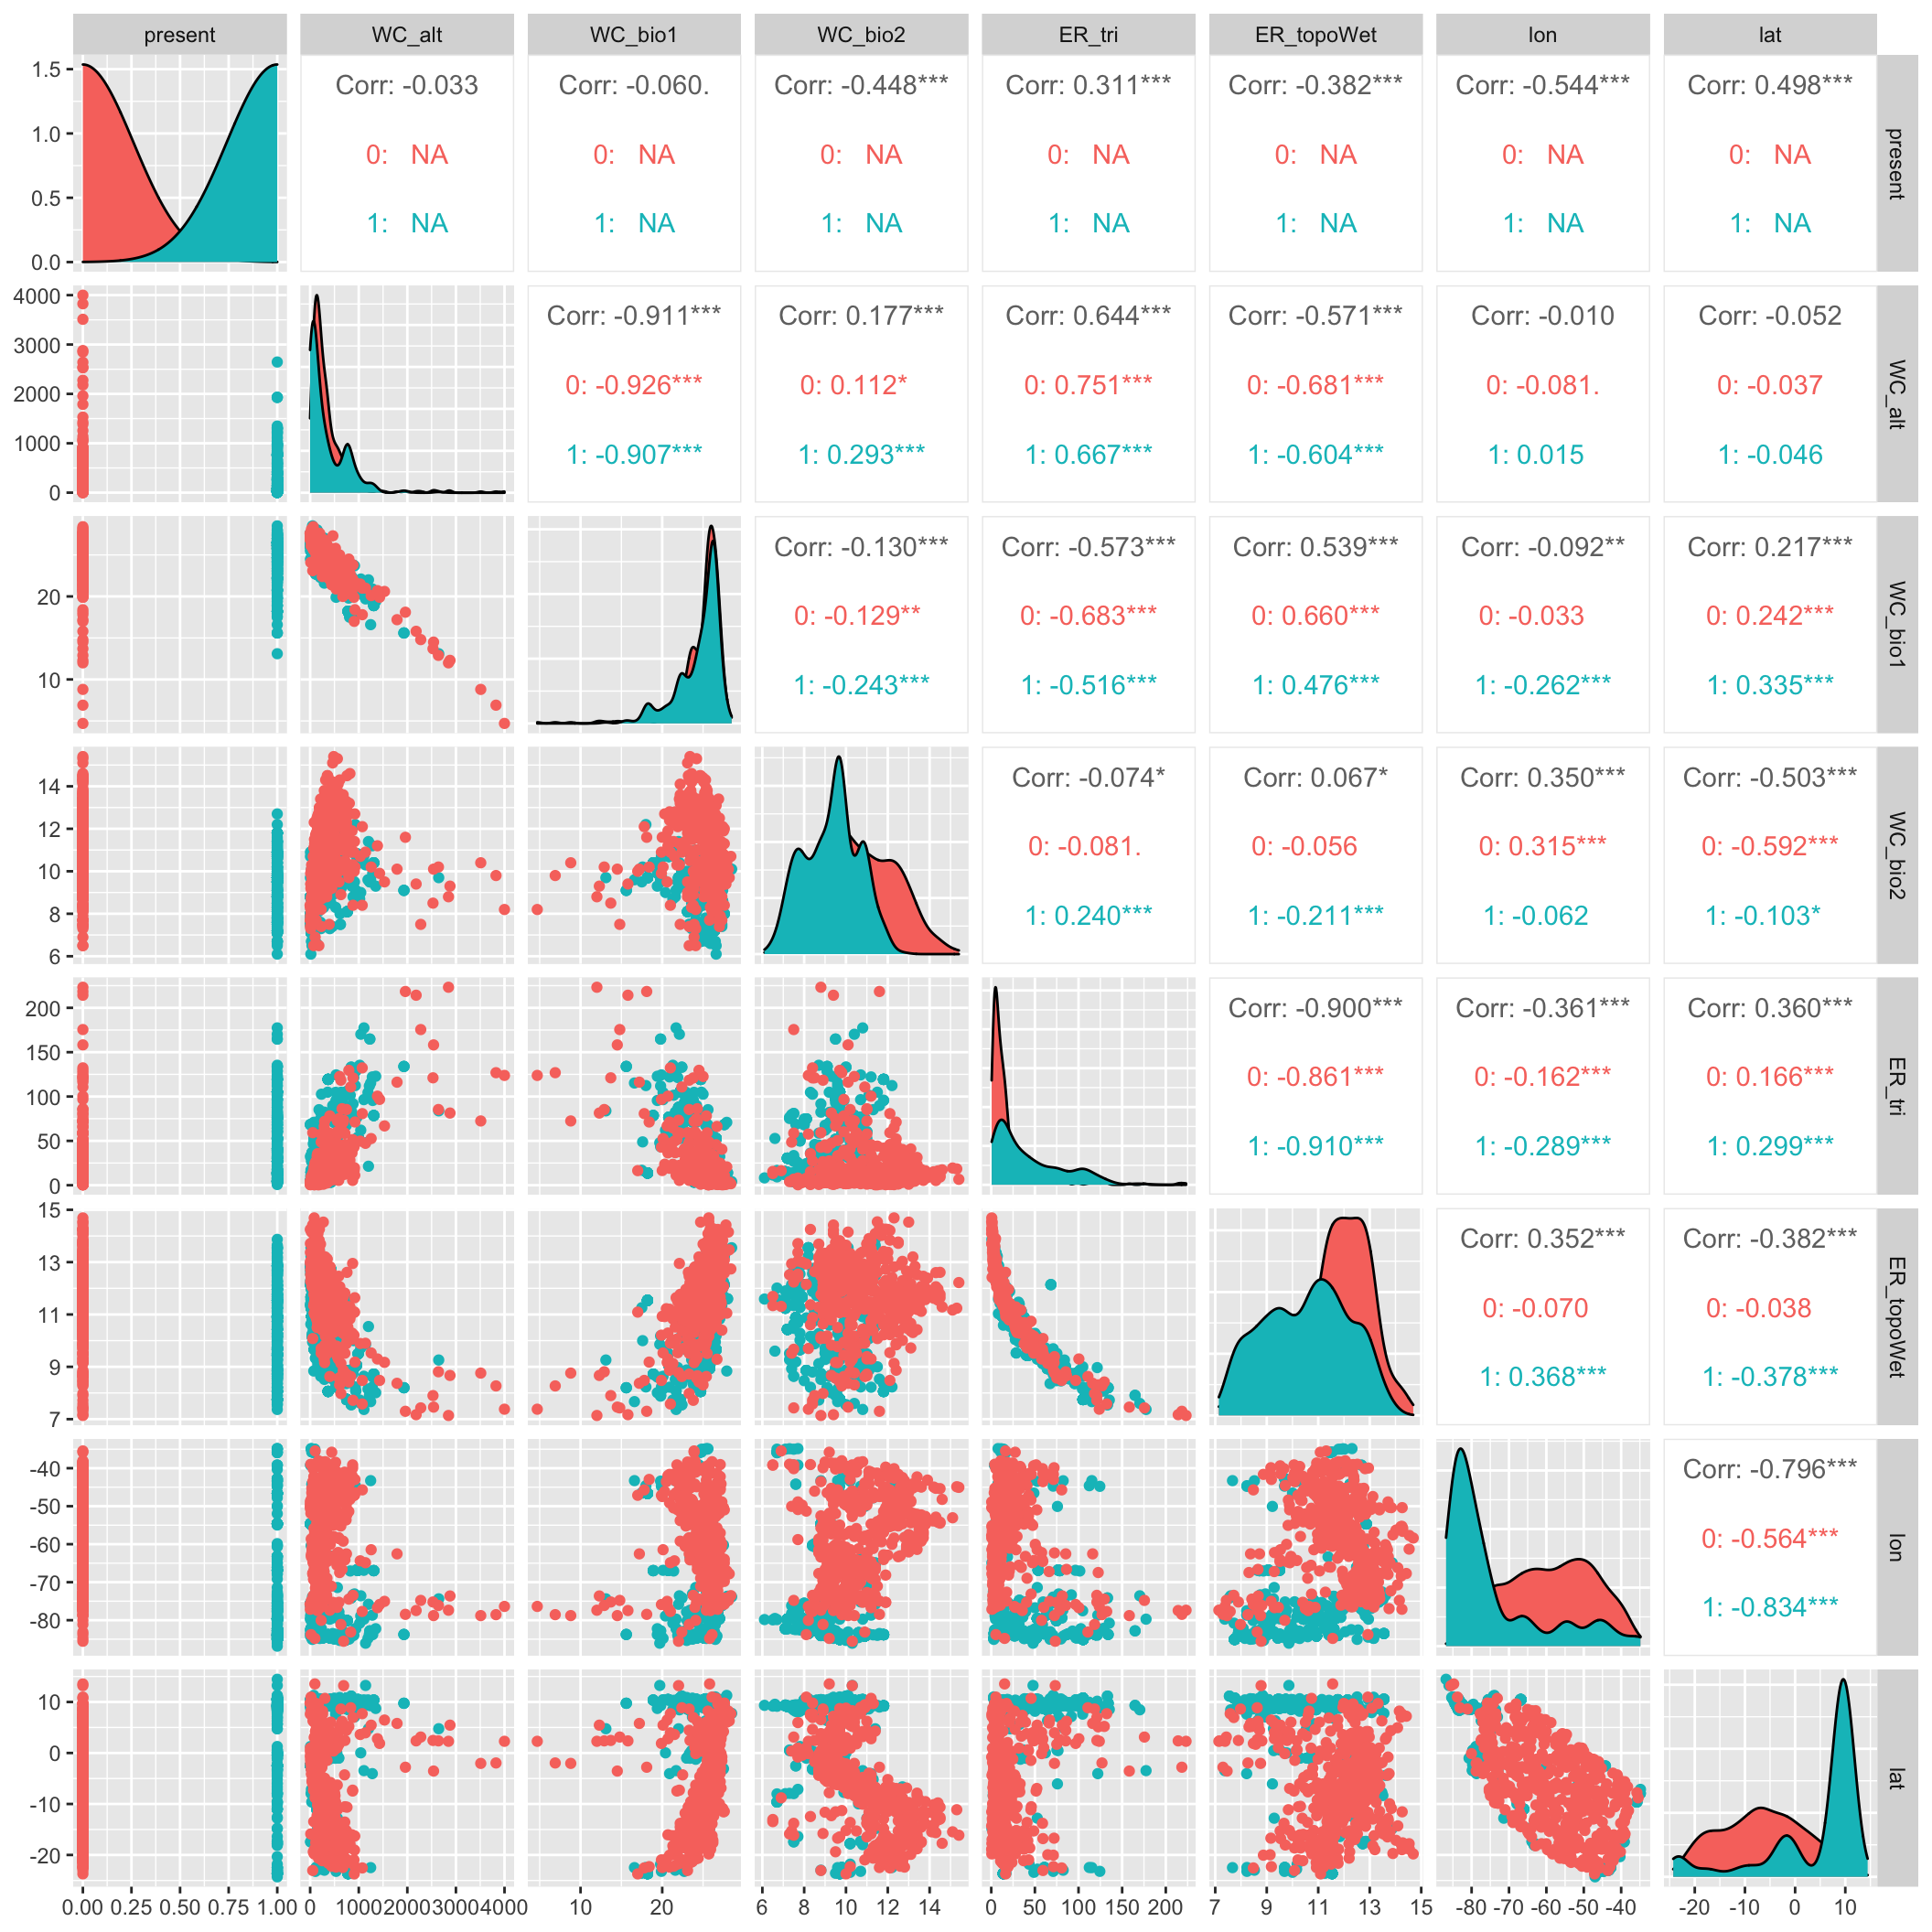 present WC_alt WC_bio1 WC_bio2 ER_tri ER_topoWet lon lat
1.5 1.0 0.5 0.0
Corr: -0.033 Corr: -0.060. Corr: -0.448*** Corr: 0.311*** Corr: -0.382*** Corr: -0.544*** Corr: 0.498***
0: NA 0: NA 0: NA 0: NA 0: NA 0: NA 0: NA
1: NA 1: NA 1: NA 1: NA 1: NA 1: NA 1: NA
present
4000 3000 2000 1000 0
Corr: -0.911*** Corr: 0.177*** Corr: 0.644*** Corr: -0.571*** Corr: -0.010 Corr: -0.052
0: -0.926*** 0: 0.112* 0: 0.751*** 0: -0.681*** 0: -0.081. 0: -0.037
1: -0.907*** 1: 0.293*** 1: 0.667*** 1: -0.604*** 1: 0.015 1: -0.046
WC_alt
20 10
Corr: -0.130*** Corr: -0.573*** Corr: 0.539*** Corr: -0.092** Corr: 0.217***
0: -0.129** 0: -0.683*** 0: 0.660*** 0: -0.033 0: 0.242***
1: -0.243*** 1: -0.516*** 1: 0.476*** 1: -0.262*** 1: 0.335***
WC_bio1
14 12 10 8 6
Corr: -0.074* Corr: 0.067* Corr: 0.350*** Corr: -0.503***
0: -0.081. 0: -0.056 0: 0.315*** 0: -0.592***
1: 0.240*** 1: -0.211*** 1: -0.062 1: -0.103*
WC_bio2
200 150 100 50 0
Corr: -0.900*** Corr: -0.361*** Corr: 0.360***
0: -0.861*** 0: -0.162*** 0: 0.166***
1: -0.910*** 1: -0.289*** 1: 0.299***
ER_tri
15 13 11 9 7
Corr: 0.352*** Corr: -0.382***
0: -0.070 0: -0.038
1: 0.368*** 1: -0.378***
ER_topoWet
-40 -50 -60 -70 -80
Corr: -0.796***
0: -0.564***
1: -0.834***
lon
10 0 -10 -20
lat
0.00 0.25 0.50 0.75 1.00 0 1000 2000 3000 4000 10 20 6 8 10 12 14 0 50 100 150 200 7 9 11 13 15 -80 -70 -60 -50 -40 -20 -10 0 10